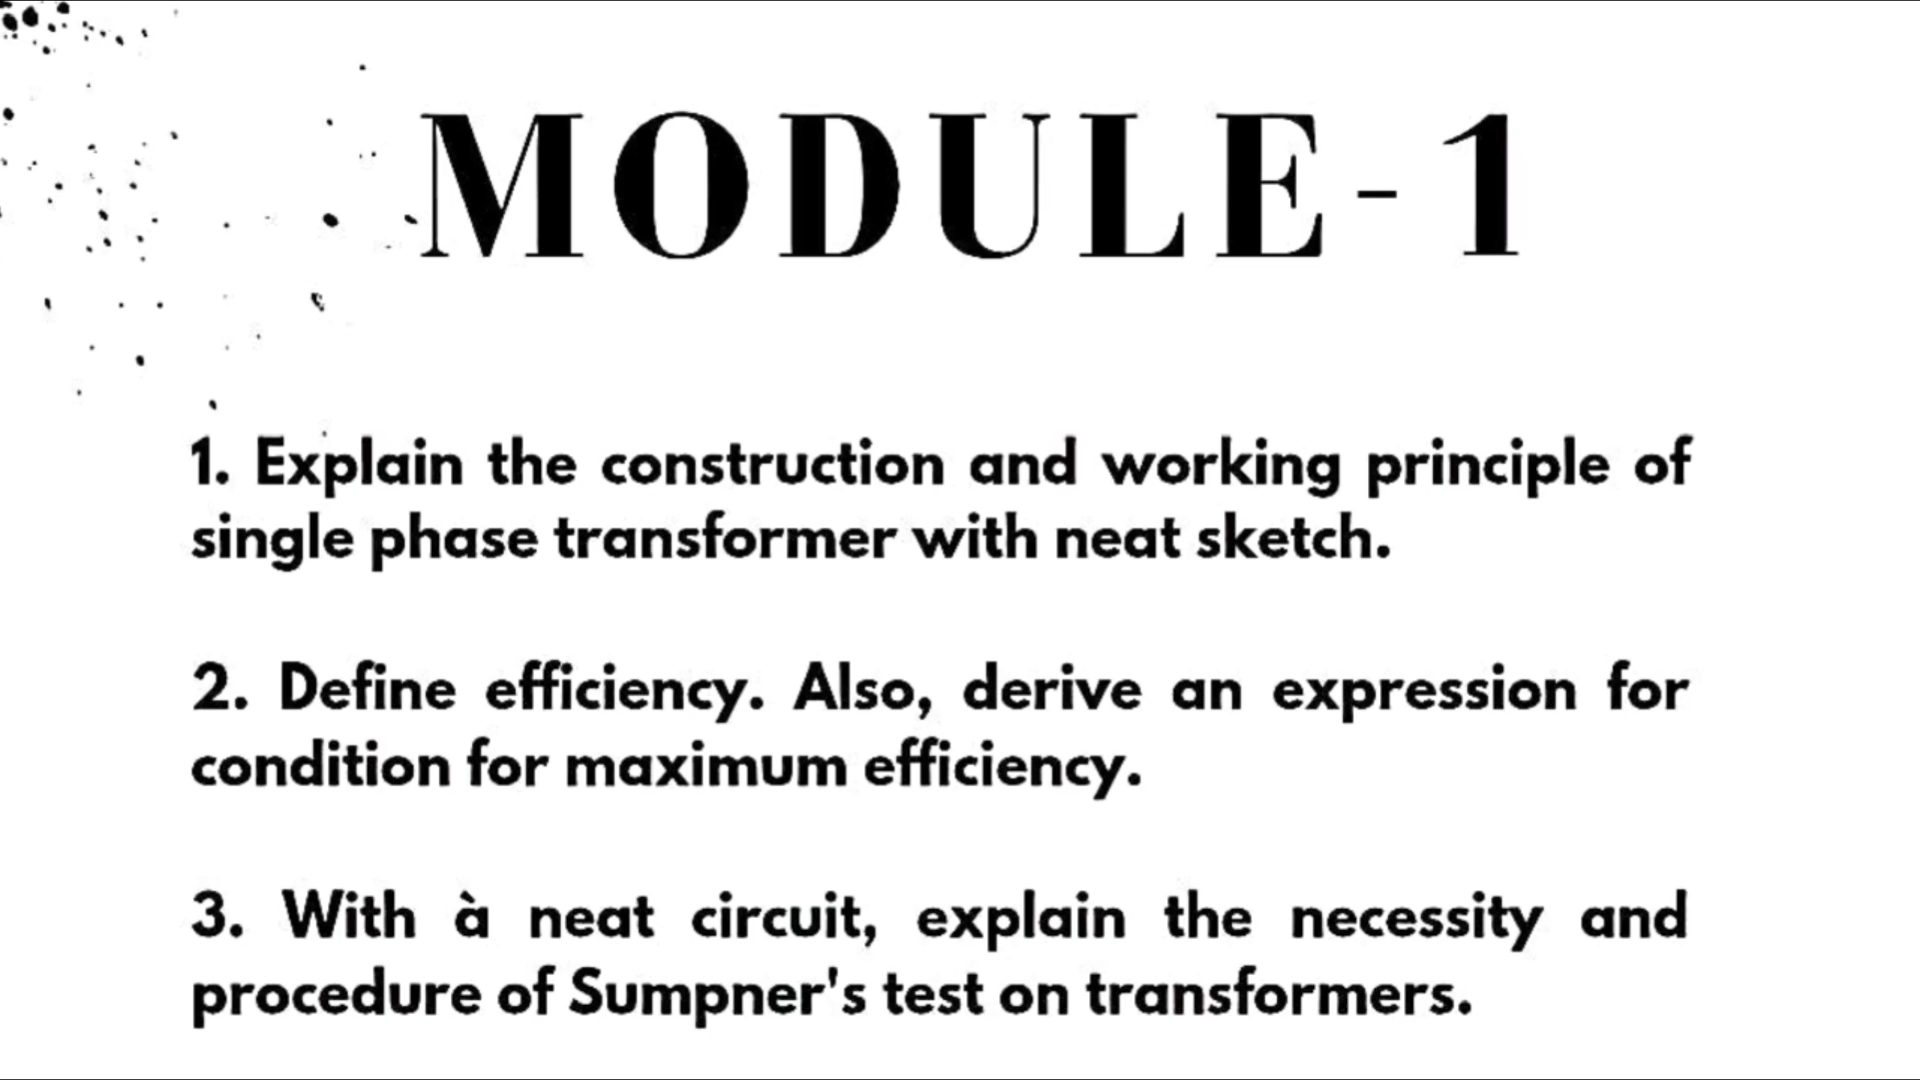 MODULE-1
1. Explain the construction and working principle of
single phase transformer with neat sketch.
2. Define efficiency. Also, derive an expression for
condition for maximum efficiency.
3. With à neat circuit, explain the necessity and
procedure of Sumpner's test on transformers.